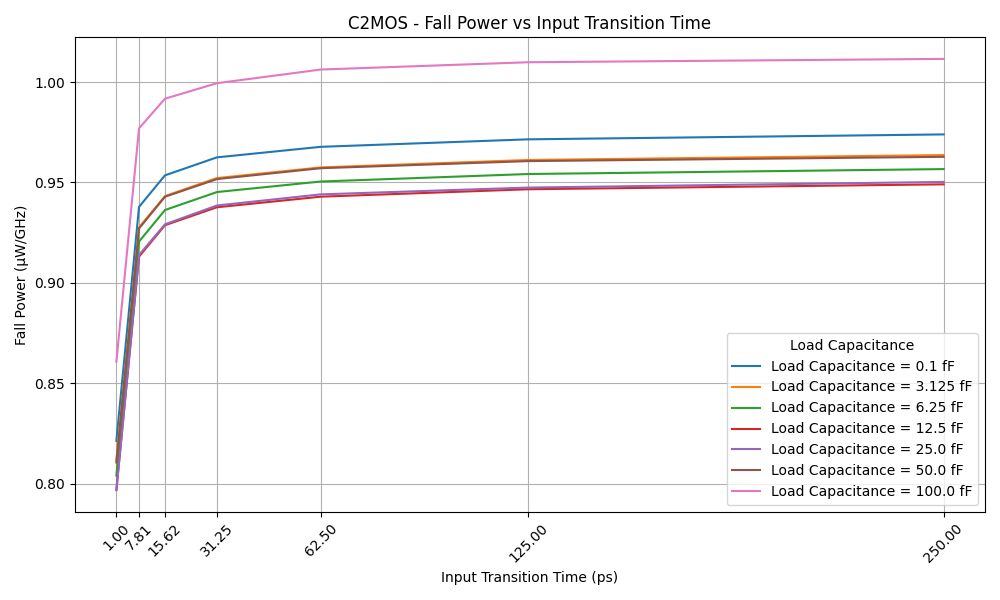 C2MOS - Fall Power vs Input Transition Time
Fall Power (μW/GHz)
1.00
0.95
0.90
0.85
0.80
Load Capacitance
Load Capacitance = 0.1 fF
Load Capacitance = 3.125 fF
Load Capacitance = 6.25 fF
Load Capacitance = 12.5 fF
Load Capacitance = 25.0 fF
Load Capacitance = 50.0 fF
Load Capacitance = 100.0 fF
1.00
7.81
15.62
31.25
62.50
125.00
250.00
Input Transition Time (ps)